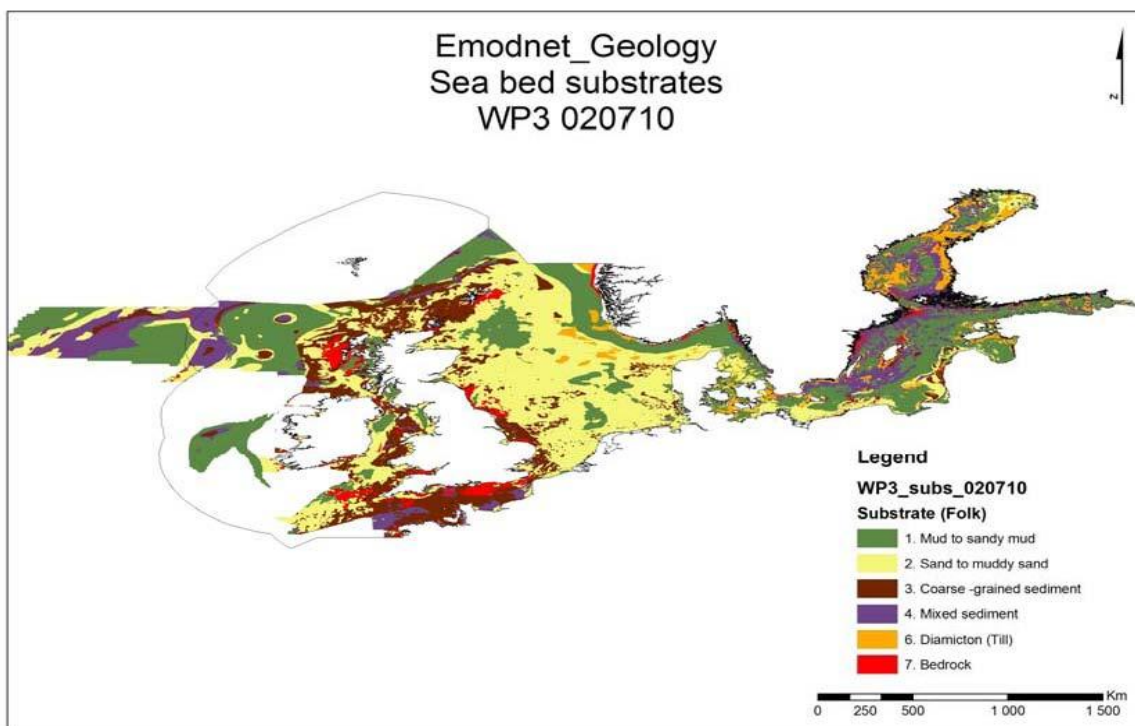 Emodnet_Geology
Sea bed substrates
WP3 020710
N
Legend
WP3_subs_020710
Substrate (Folk)
1. Mud to sandy mud
2. Sand to muddy sand
3. Coarse -grained sediment
4. Mixed sediment
6. Diamicton (Till)
7. Bedrock
Km
0 250 500 1 000 1 500